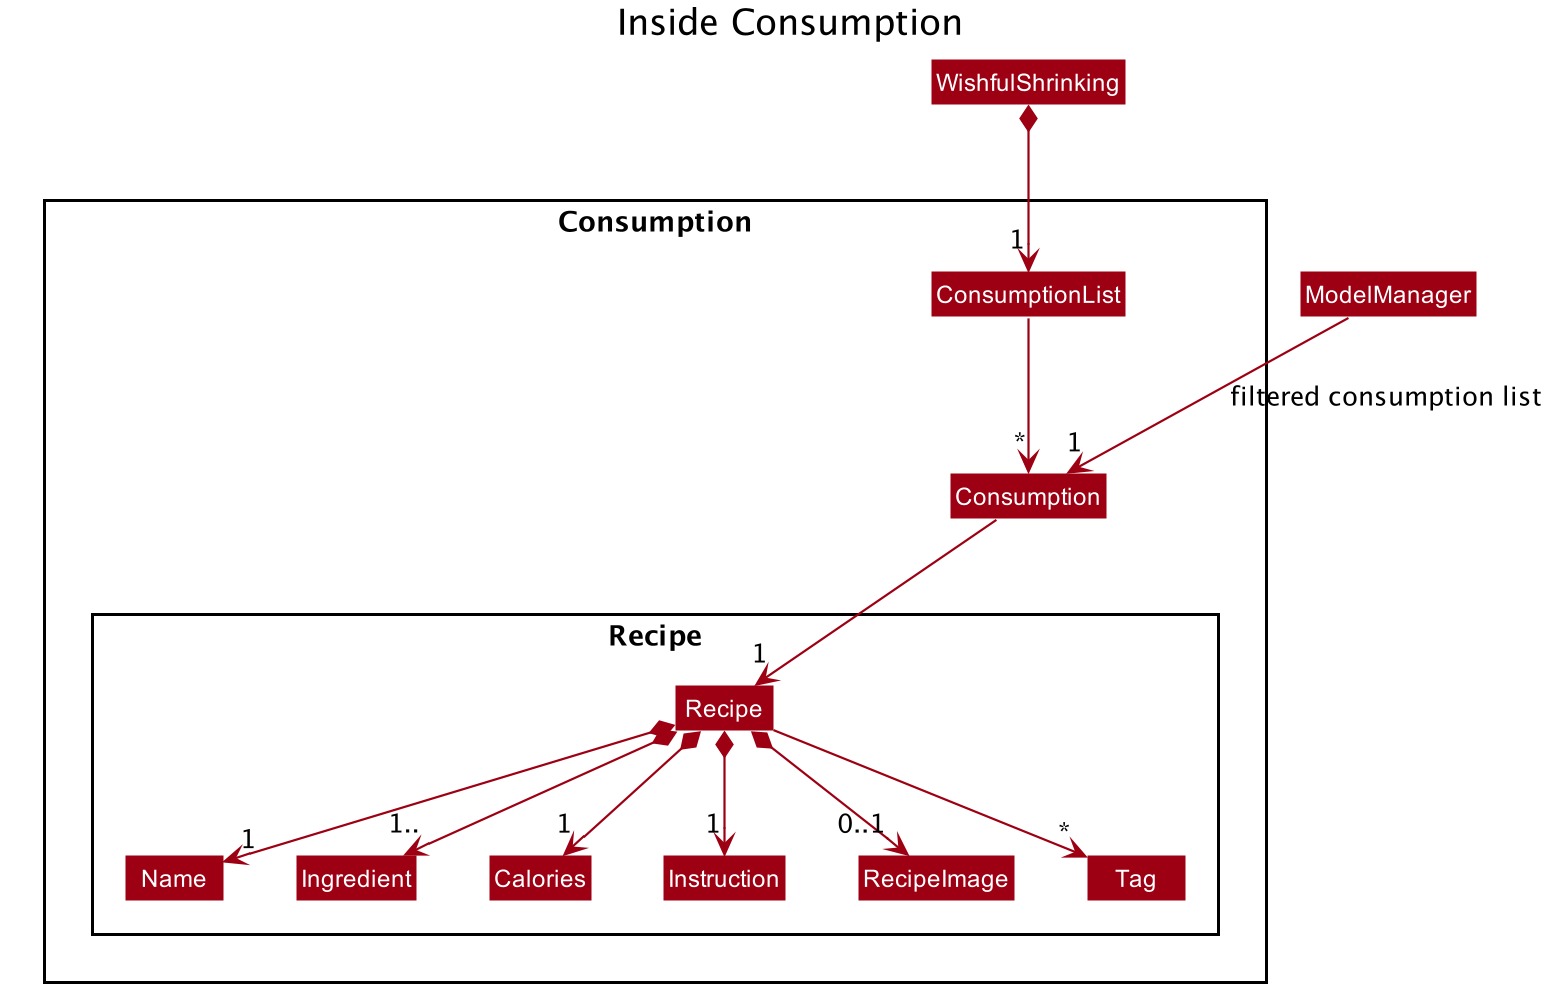 Inside Consumption
WishfulShrinking
Consumption
1
ConsumptionList
ModelManager
filtered consumption list
*
1
Consumption
Recipe
1
Recipe
1
1..
1
1
0..1
*
Name
Ingredient
Calories
Instruction
RecipeImage
Tag